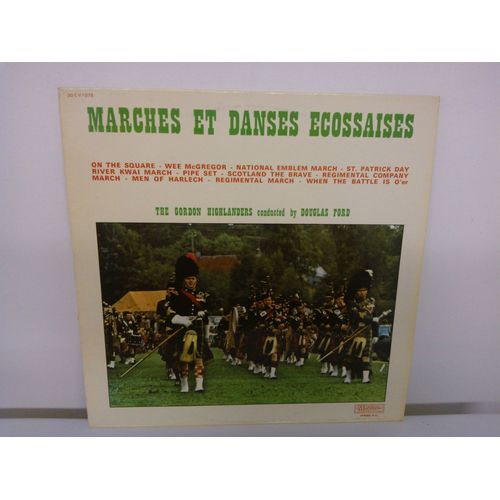 MARCHES ET DANSES ECOSSAISES
ON THE SQUARE - WEE McGREGOR - NATIONAL EMBLEM MARCH - ST. PATRICK DAY
RIVER KWAI MARCH - PIPE SET - SCOTLAND THE BRAVE - REGIMENTAL COMPANY
MARCH - MEN OF HARLECH - REGIMENTAL MARCH - WHEN THE BATTLE IS O'er
THE GORDON HIGHLANDERS conducted by DOUGLAS FORD